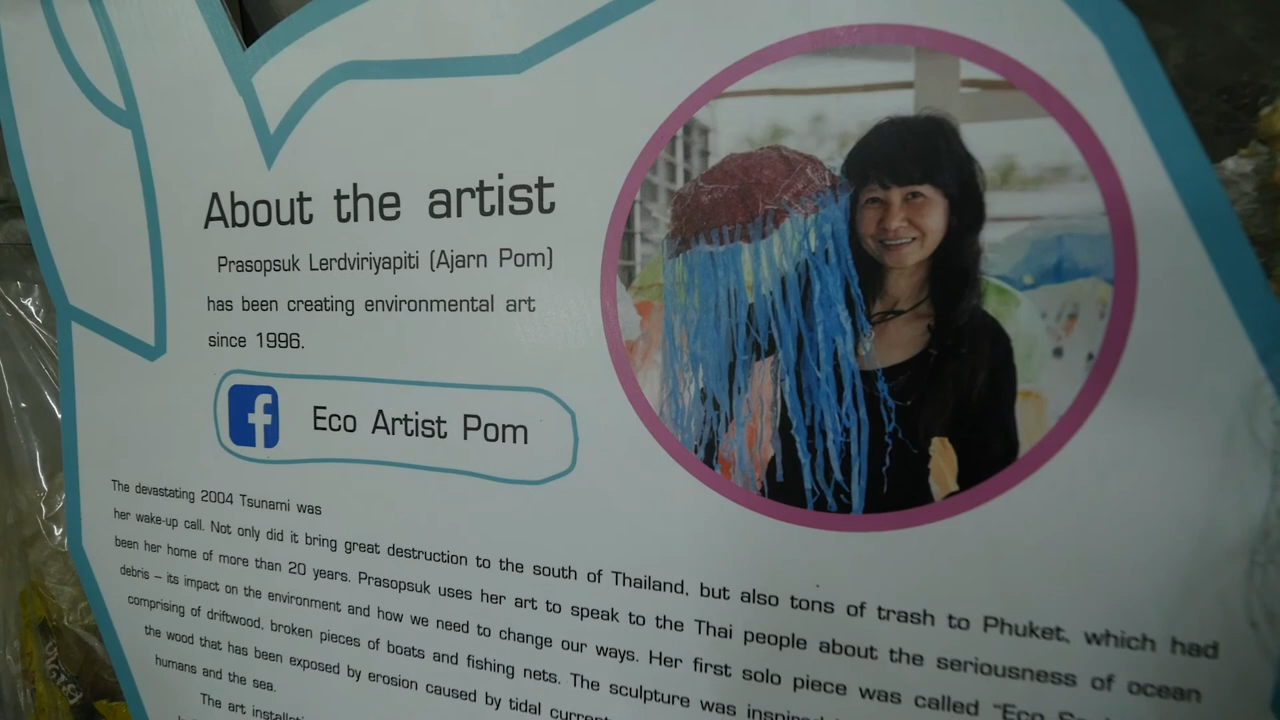 About the artist
Prasopsuk Lerdviriyapiti (Ajarn Pom)
has been creating environmental art
since 1996.
f Eco Artist Pom
The devastating 2004 Tsunami was
her wake-up call. Not only did it bring great destruction to the south of Thailand, but also tons of trash to Phuket, which had
been her home of more than 20 years. Prasopsuk uses her art to speak to the Thai people about the seriousness of ocean
debris – its impact on the environment and how we need to change our ways. Her first solo piece was called "Eco
comprising of driftwood, broken pieces of boats and fishing nets. The sculpture was
the wood that has been exposed by erosion caused by tidal
humans and the sea.
The art